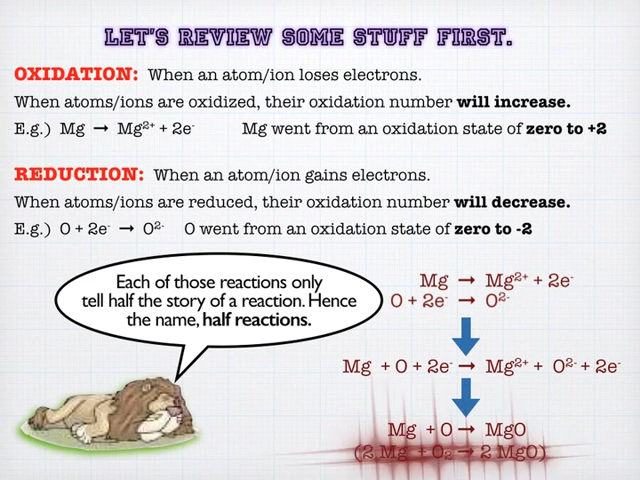 LET'S REVIEW SOME STUFF FIRST.
OXIDATION: When an atom/ion loses electrons.
When atoms/ions are oxidized, their oxidation number will increase.
E.g.) Mg → Mg²⁺ + 2e⁻ Mg went from an oxidation state of zero to +2
REDUCTION: When an atom/ion gains electrons.
When atoms/ions are reduced, their oxidation number will decrease.
E.g.) O + 2e⁻ → O²⁻ O went from an oxidation state of zero to -2
Each of those reactions only
tell half the story of a reaction. Hence
the name, half reactions.
Mg → Mg²⁺ + 2e⁻
O + 2e⁻ → O²⁻
Mg + O + 2e⁻ → Mg²⁺ + O²⁻ + 2e⁻
Mg + O → MgO
(2 Mg + O₂ → 2 MgO)